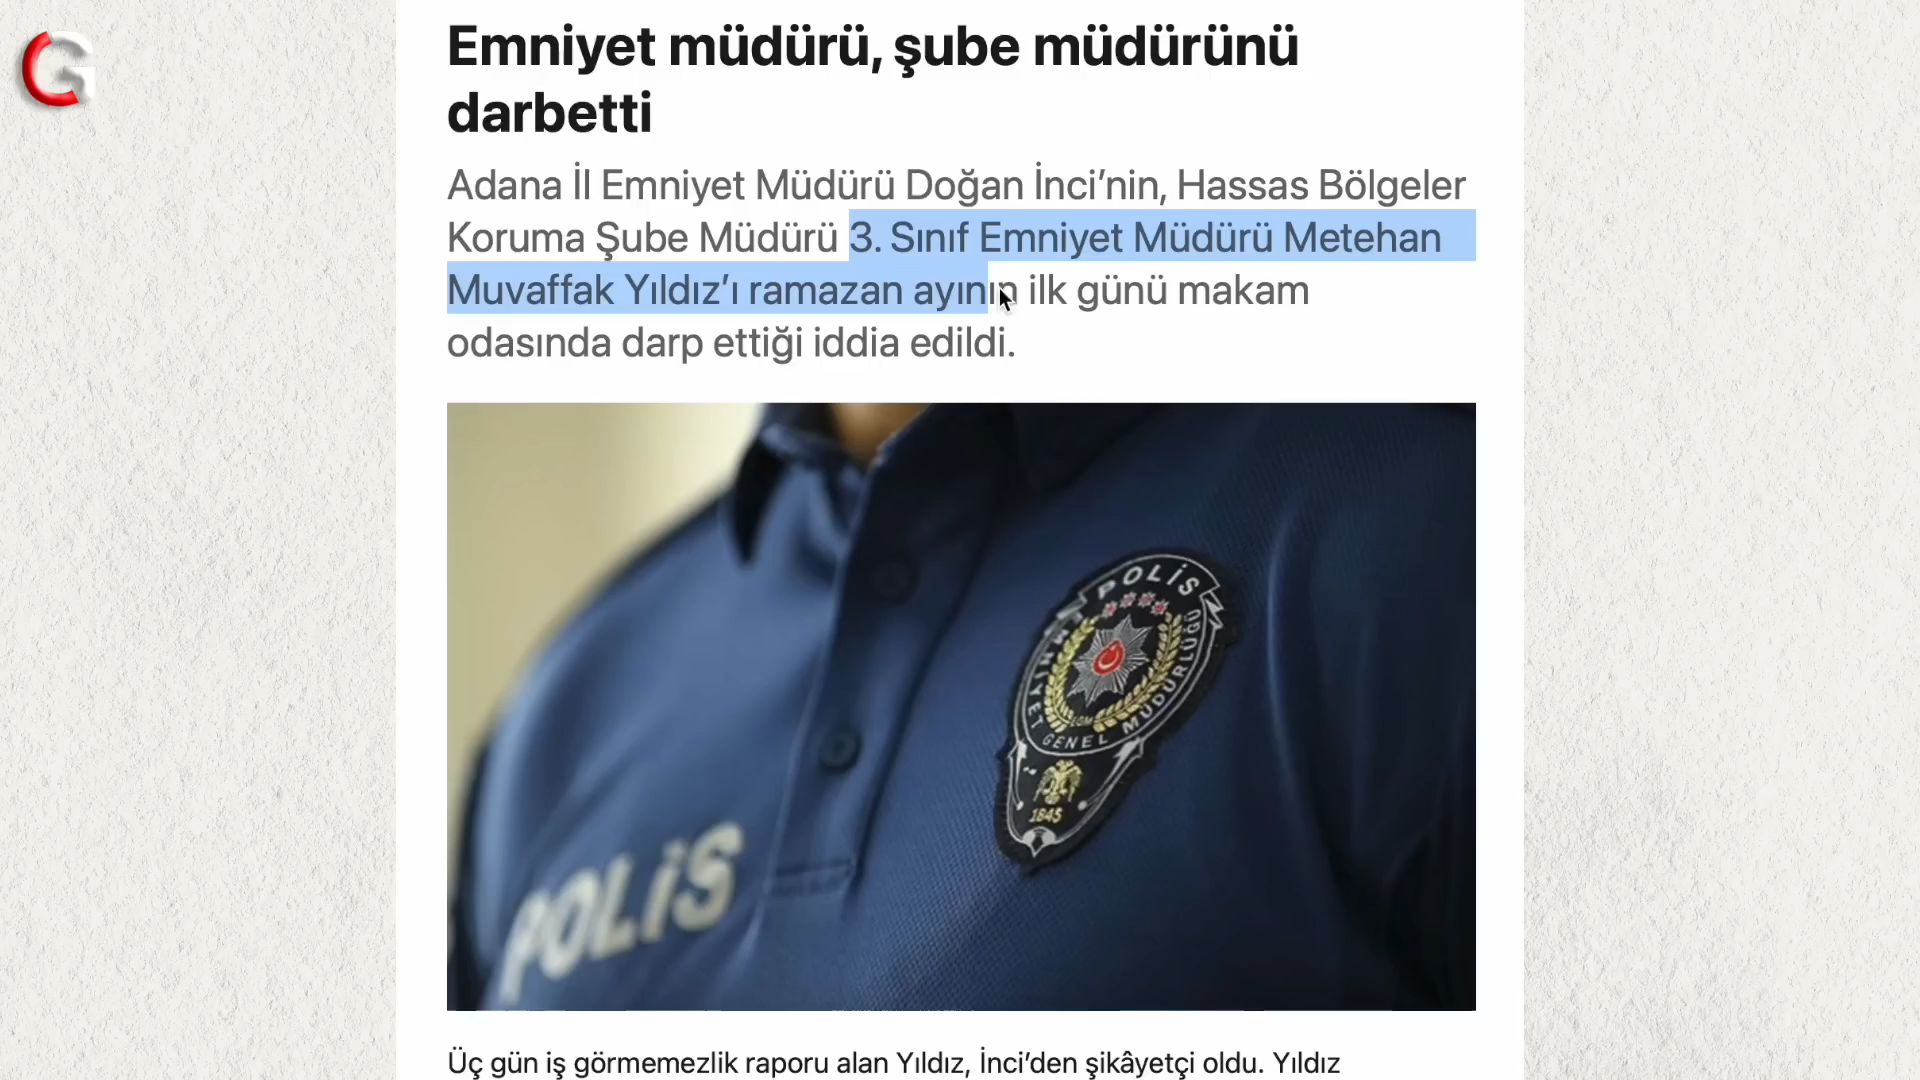 Emniyet müdürü, şube müdürünü
darbetti
Adana İl Emniyet Müdürü Doğan İnci’nin, Hassas Bölgeler
Koruma Şube Müdürü 3. Sınıf Emniyet Müdürü Metehan
Muvaffak Yıldız’ı ramazan ayının ilk günü makam
odasında darp ettiği iddia edildi.
POLİS
EMNİYET GENEL MÜDÜRLÜĞÜ
1845
POLİS
Üç gün iş görmemezlik raporu alan Yıldız, İnci’den şikâyetçi oldu. Yıldız